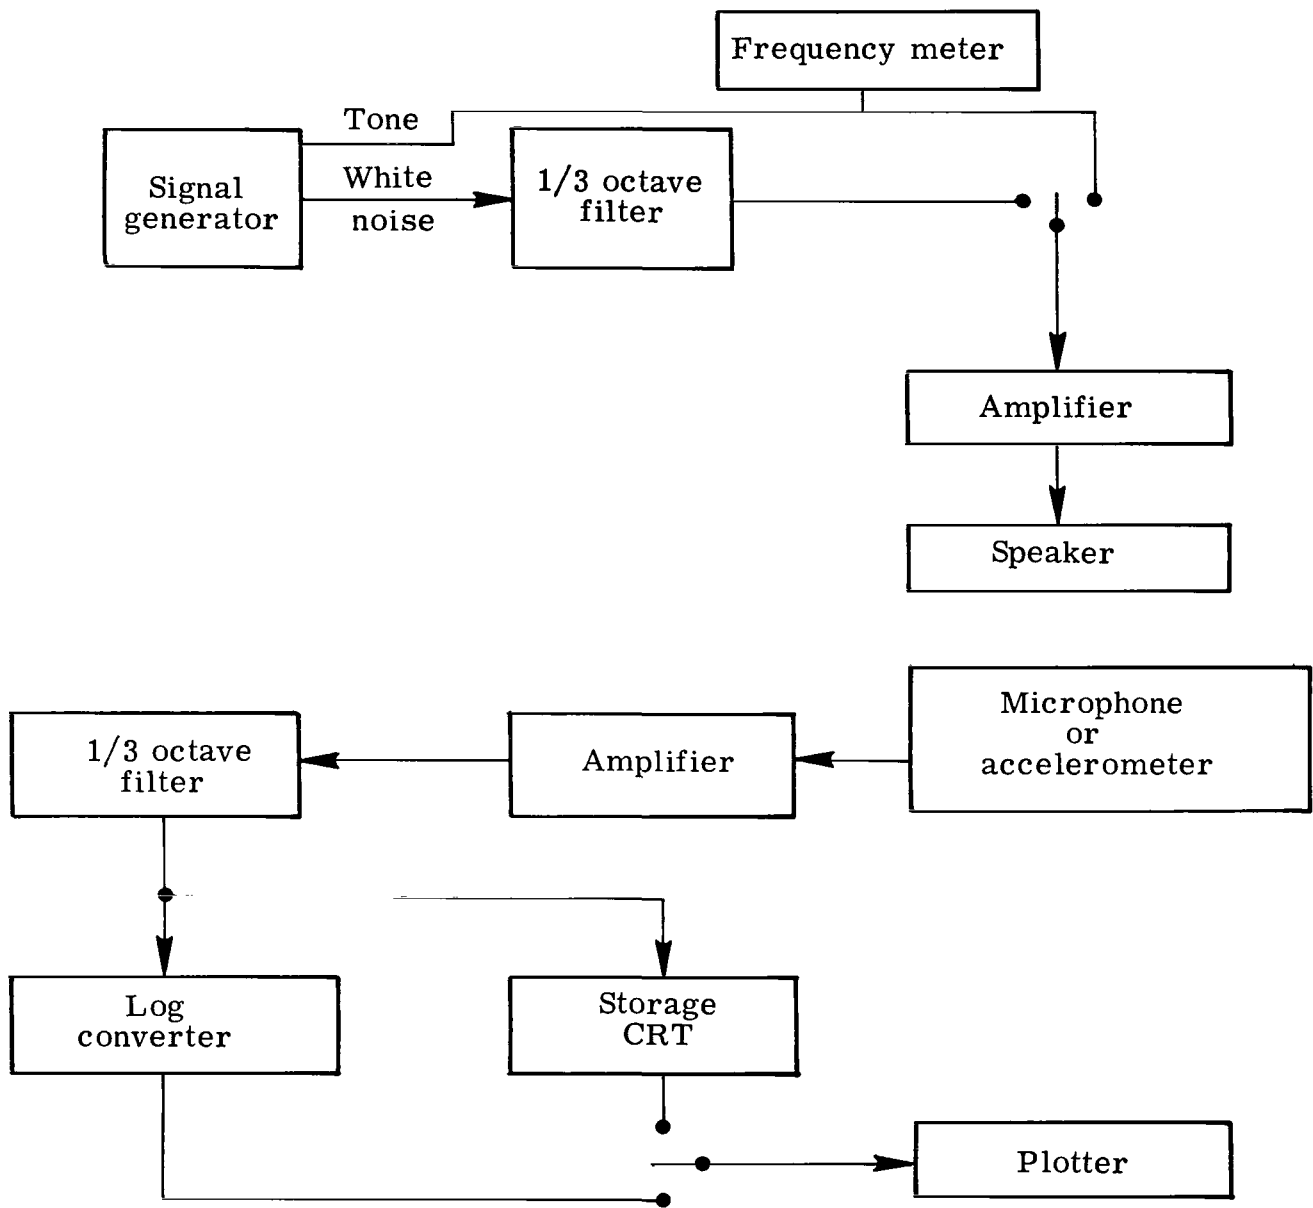 Frequency meter
Tone
Signal
generator
White
noise
1/3 octave
filter
Amplifier
Speaker
Microphone
or
accelerometer
Amplifier
1/3 octave
filter
Log
converter
Storage
CRT
Plotter